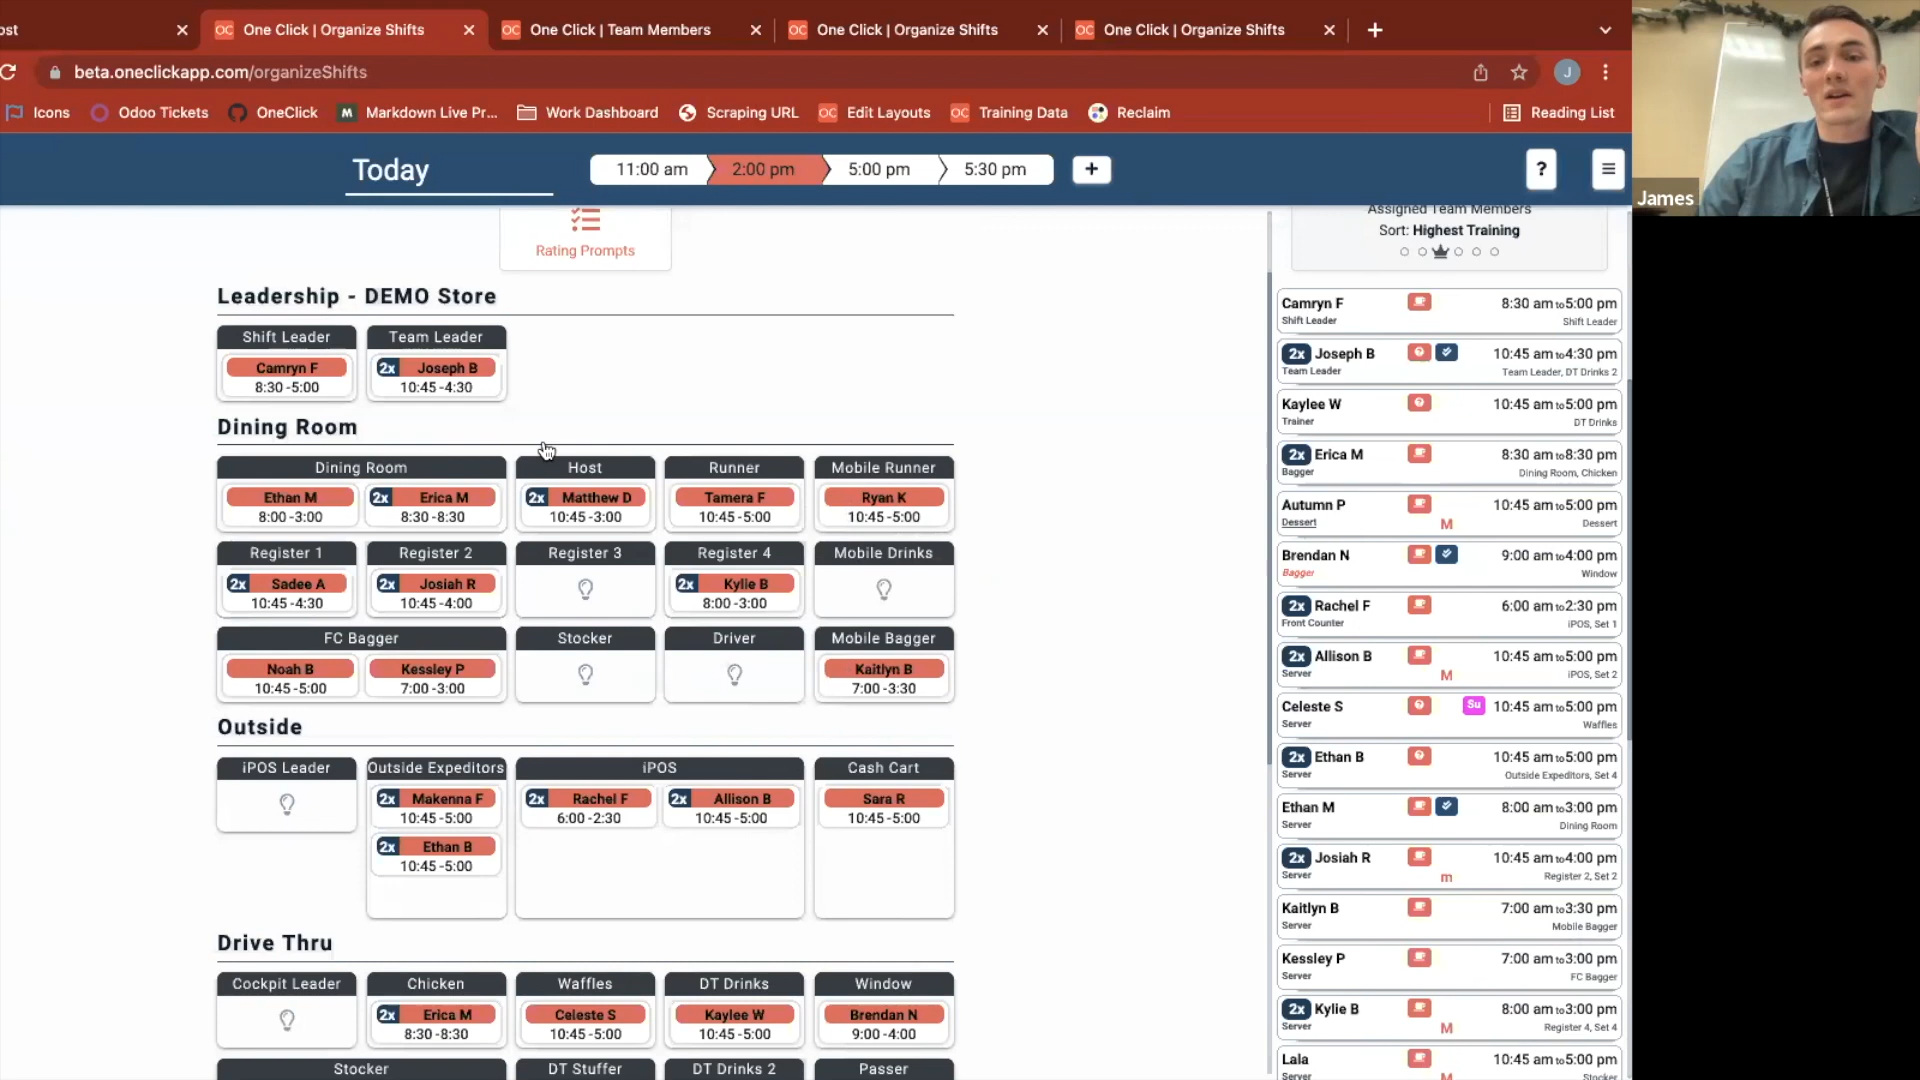 ost
One Click | Organize Shifts
One Click | Team Members
One Click | Organize Shifts
One Click | Organize Shifts
beta.oneclickapp.com/organizeShifts
J
Icons
Odoo Tickets
OneClick
Markdown Live Pr...
Work Dashboard
Scraping URL
Edit Layouts
Training Data
Reclaim
Reading List
Today
11:00 am
2:00 pm
5:00 pm
5:30 pm
+
?
James
Rating Prompts
Leadership - DEMO Store
Shift Leader
Camryn F
8:30 -5:00
Team Leader
2x Joseph B
10:45 -4:30
Dining Room
Dining Room
Ethan M
8:00 -3:00
2x Erica M
8:30 -8:30
Host
2x Matthew D
10:45 -3:00
Runner
Tamera F
10:45 -5:00
Mobile Runner
Ryan K
10:45 -5:00
Register 1
2x Sadee A
10:45 -4:30
Register 2
2x Josiah R
10:45 -4:00
Register 3
Register 4
2x Kylie B
8:00 -3:00
Mobile Drinks
FC Bagger
Noah B
10:45 -5:00
Kessley P
7:00 -3:00
Stocker
Driver
Mobile Bagger
Kaitlyn B
7:00 -3:30
Outside
iPOS Leader
Outside Expeditors
2x Makenna F
10:45 -5:00
2x Ethan B
10:45 -5:00
iPOS
2x Rachel F
6:00 -2:30
2x Allison B
10:45 -5:00
Cash Cart
Sara R
10:45 -5:00
Drive Thru
Cockpit Leader
Chicken
2x Erica M
8:30 -8:30
Waffles
Celeste S
10:45 -5:00
DT Drinks
Kaylee W
10:45 -5:00
Window
Brendan N
9:00 -4:00
Stocker
DT Stuffer
DT Drinks 2
Passer
Assigned Team Members
Sort: Highest Training
Camryn F 8:30 am to 5:00 pm
Shift Leader Shift Leader
2x Joseph B 10:45 am to 4:30 pm
Team Leader Team Leader, DT Drinks 2
Kaylee W 10:45 am to 5:00 pm
Trainer DT Drinks
2x Erica M 8:30 am to 8:30 pm
Bagger Dining Room, Chicken
Autumn P 10:45 am to 5:00 pm
Dessert M Dessert
Brendan N 9:00 am to 4:00 pm
Bagger Window
2x Rachel F 6:00 am to 2:30 pm
Front Counter iPOS, Set 1
2x Allison B 10:45 am to 5:00 pm
Server M iPOS, Set 2
Celeste S Su 10:45 am to 5:00 pm
Server Waffles
2x Ethan B 10:45 am to 5:00 pm
Server Outside Expeditors, Set 4
Ethan M 8:00 am to 3:00 pm
Server Dining Room
2x Josiah R 10:45 am to 4:00 pm
Server m Register 2, Set 2
Kaitlyn B 7:00 am to 3:30 pm
Server Mobile Bagger
Kessley P 7:00 am to 3:00 pm
Server FC Bagger
2x Kylie B 8:00 am to 3:00 pm
Server M Register 4, Set 4
Lala 10:45 am to 5:00 pm
Server M Stocker